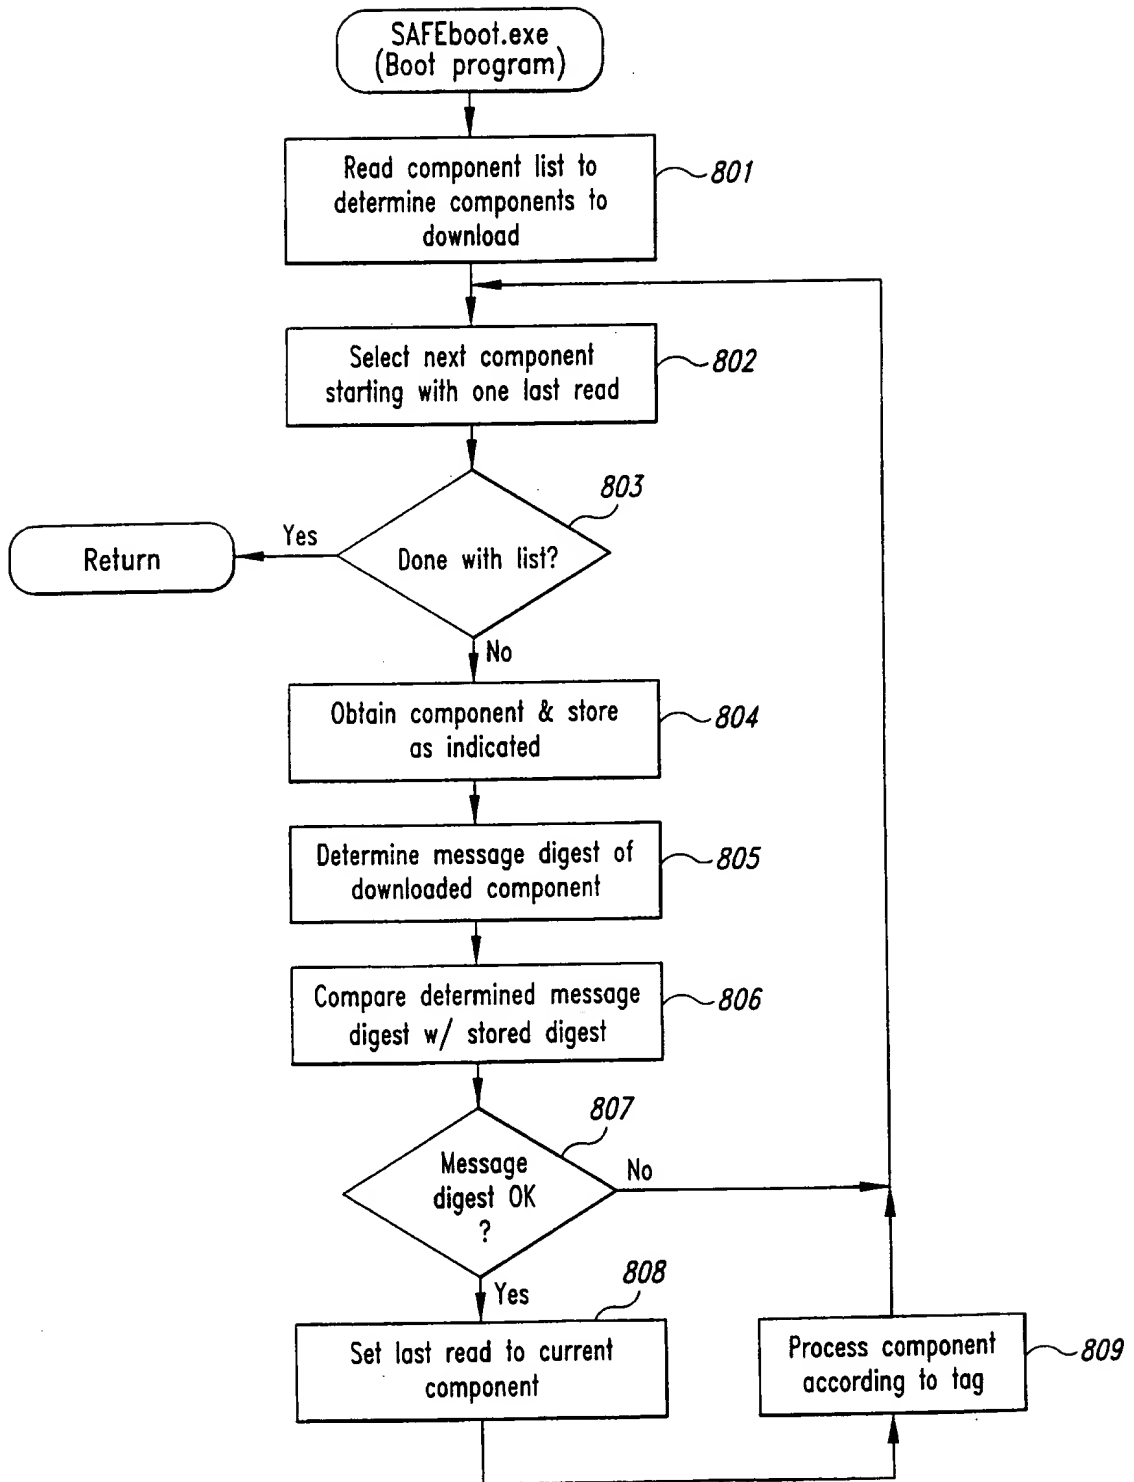 SAFEboot.exe
(Boot program)
Read component list to
determine components to
download
801
Select next component
starting with one last read
802
803
Done with list?
Yes
Return
No
Obtain component & store
as indicated
804
Determine message digest of
downloaded component
805
Compare determined message
digest w/ stored digest
806
807
Message
digest OK
?
No
Yes
808
Set last read to current
component
Process component
according to tag
809